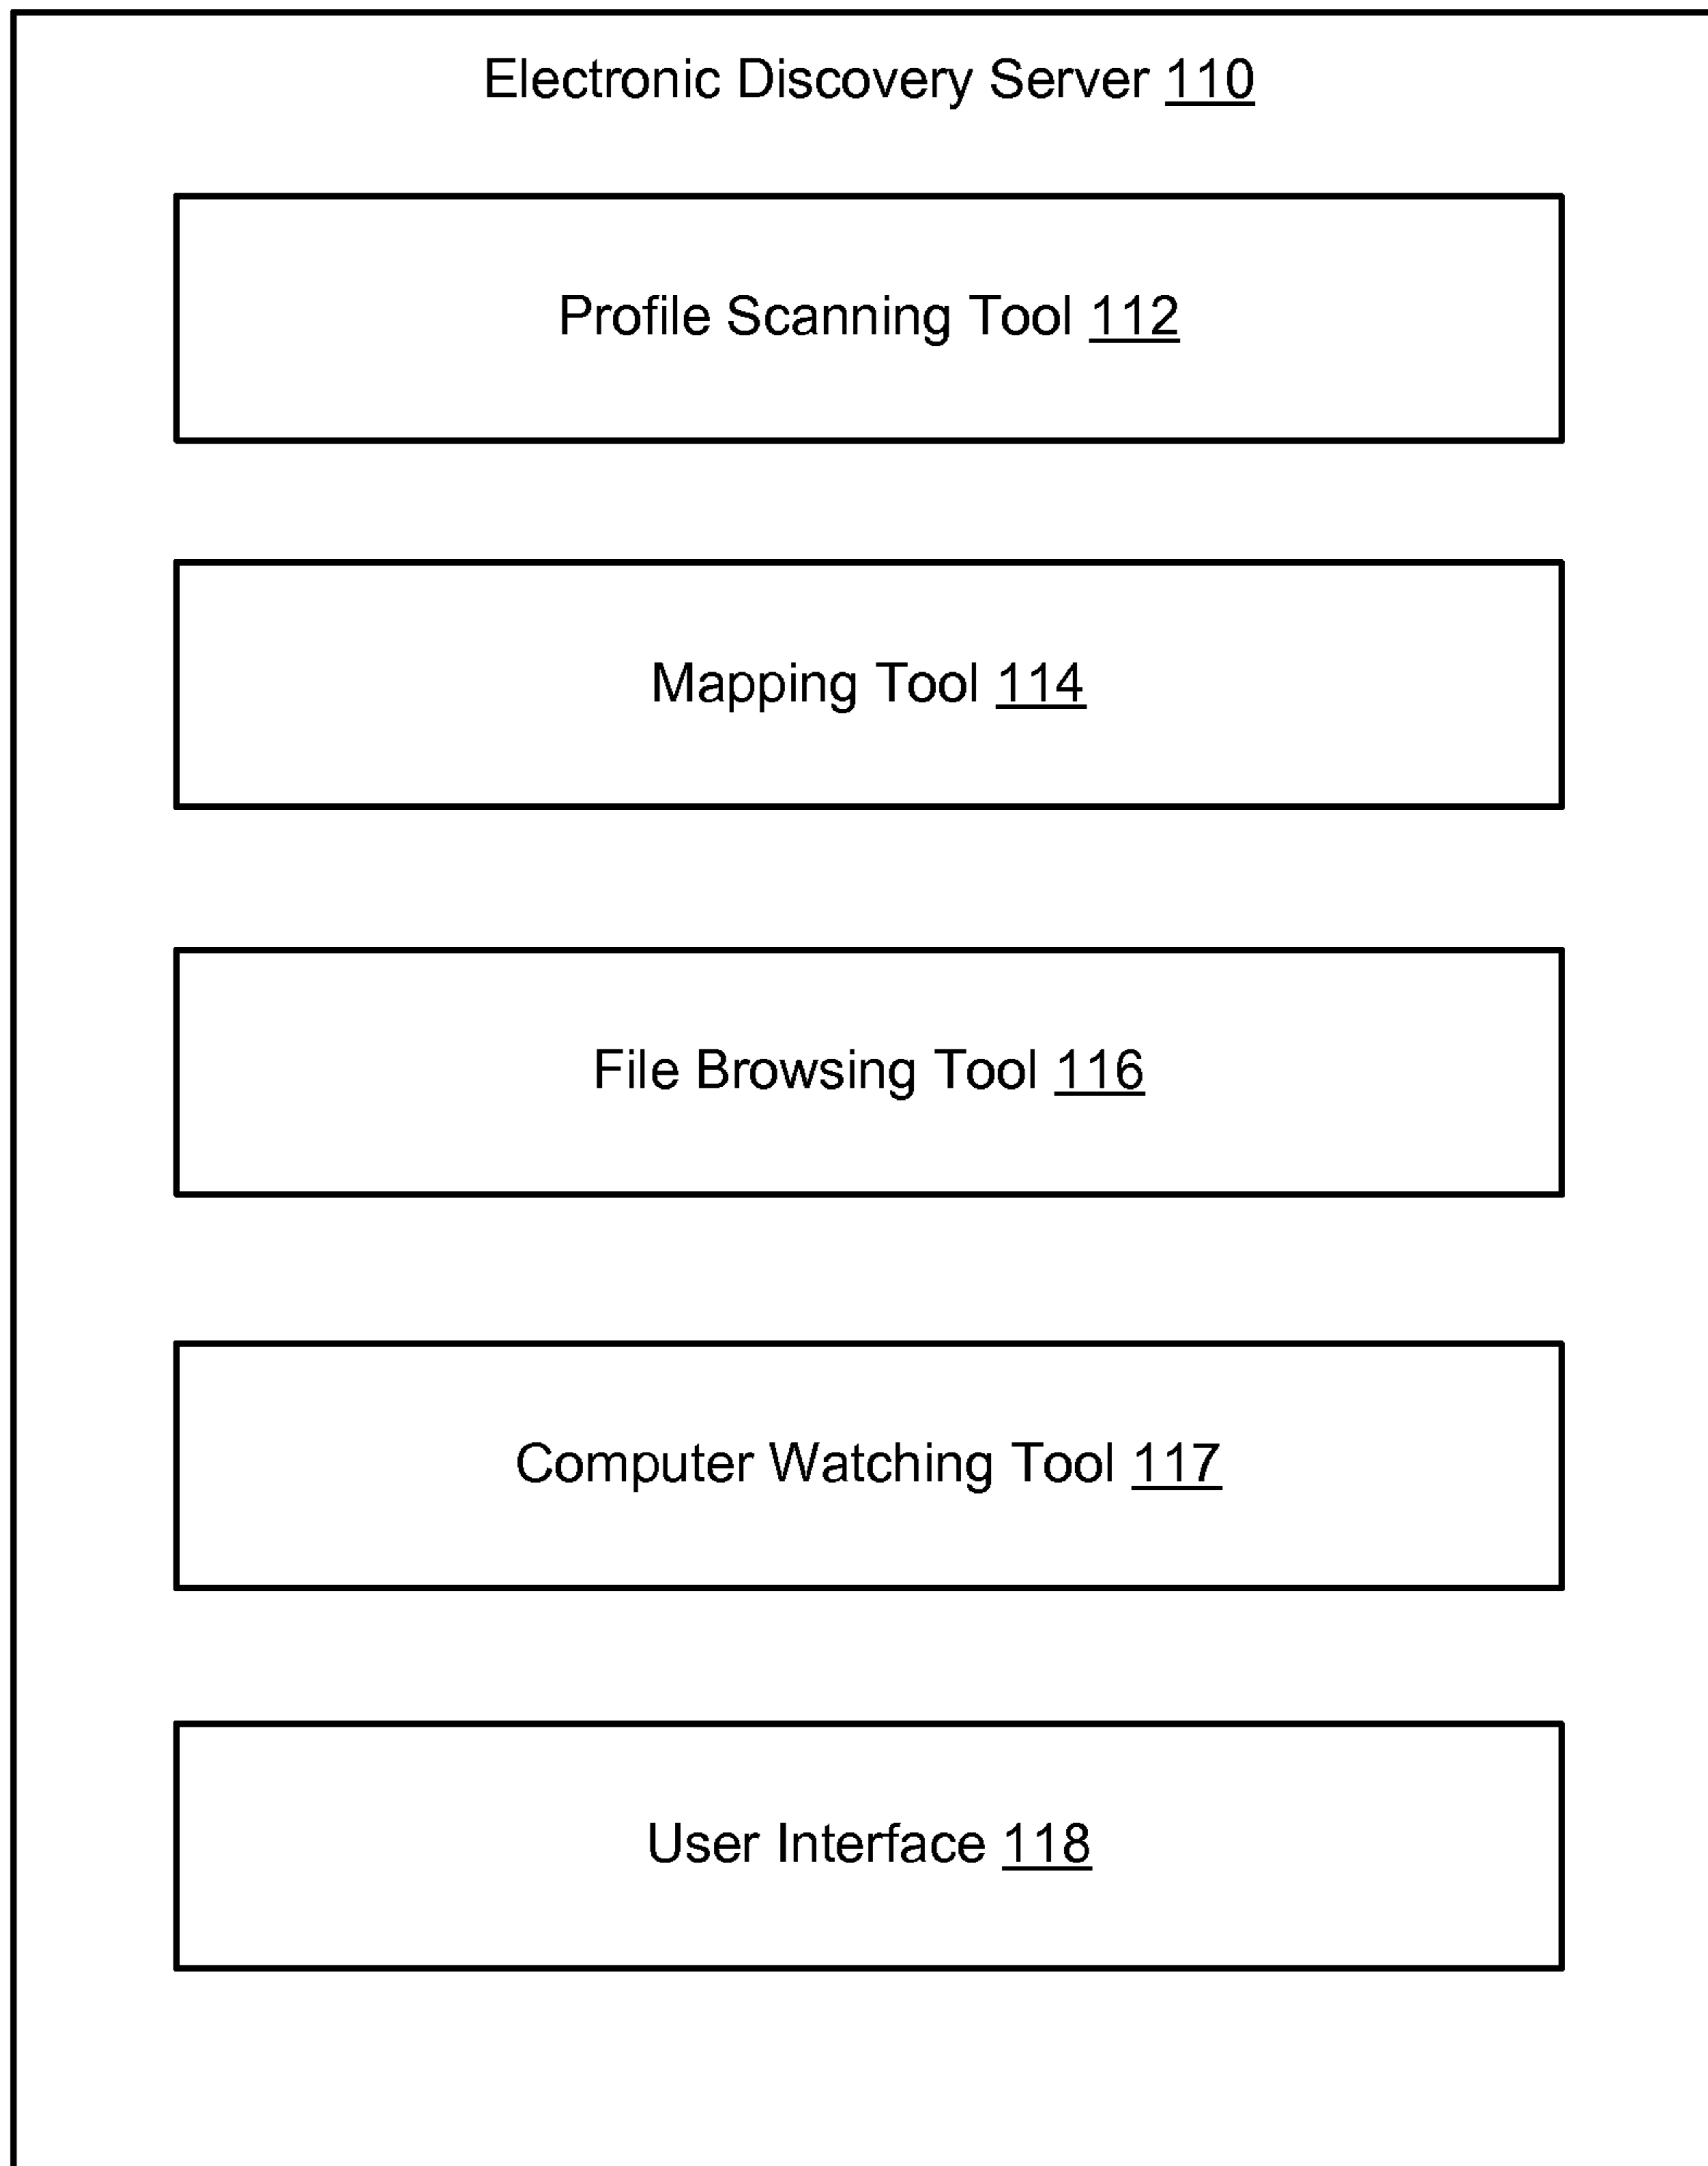 Electronic Discovery Server 110
Profile Scanning Tool 112
Mapping Tool 114
File Browsing Tool 116
Computer Watching Tool 117
User Interface 118